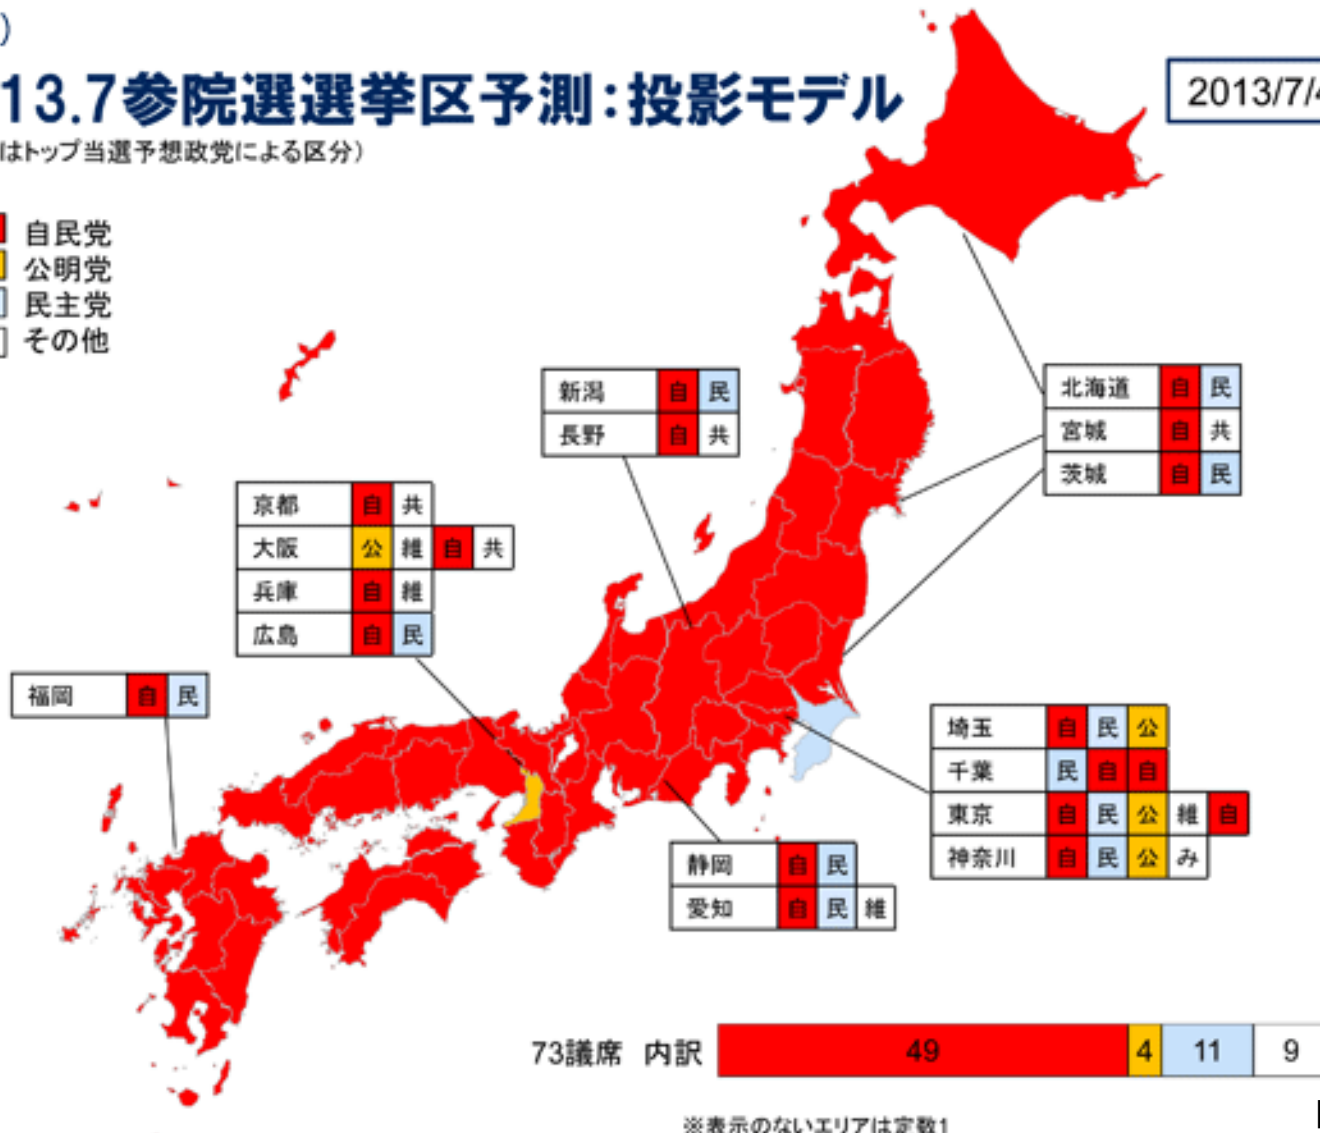 )
13.7参院選選挙区予測：投影モデル
2013/7/4
はトップ当選予想政党による区分)
自民党
公明党
民主党
その他
新潟 自 民
長野 自 共
北海道 自 民
宮城 自 共
茨城 自 民
京都 自 共
大阪 公 維 自 共
兵庫 自 維
広島 自 民
福岡 自 民
埼玉 自 民 公
千葉 民 自 自
東京 自 民 公 維 自
神奈川 自 民 公 み
静岡 自 民
愛知 自 民 維
73議席 内訳 49 4 11 9
※表示のないエリアは定数1